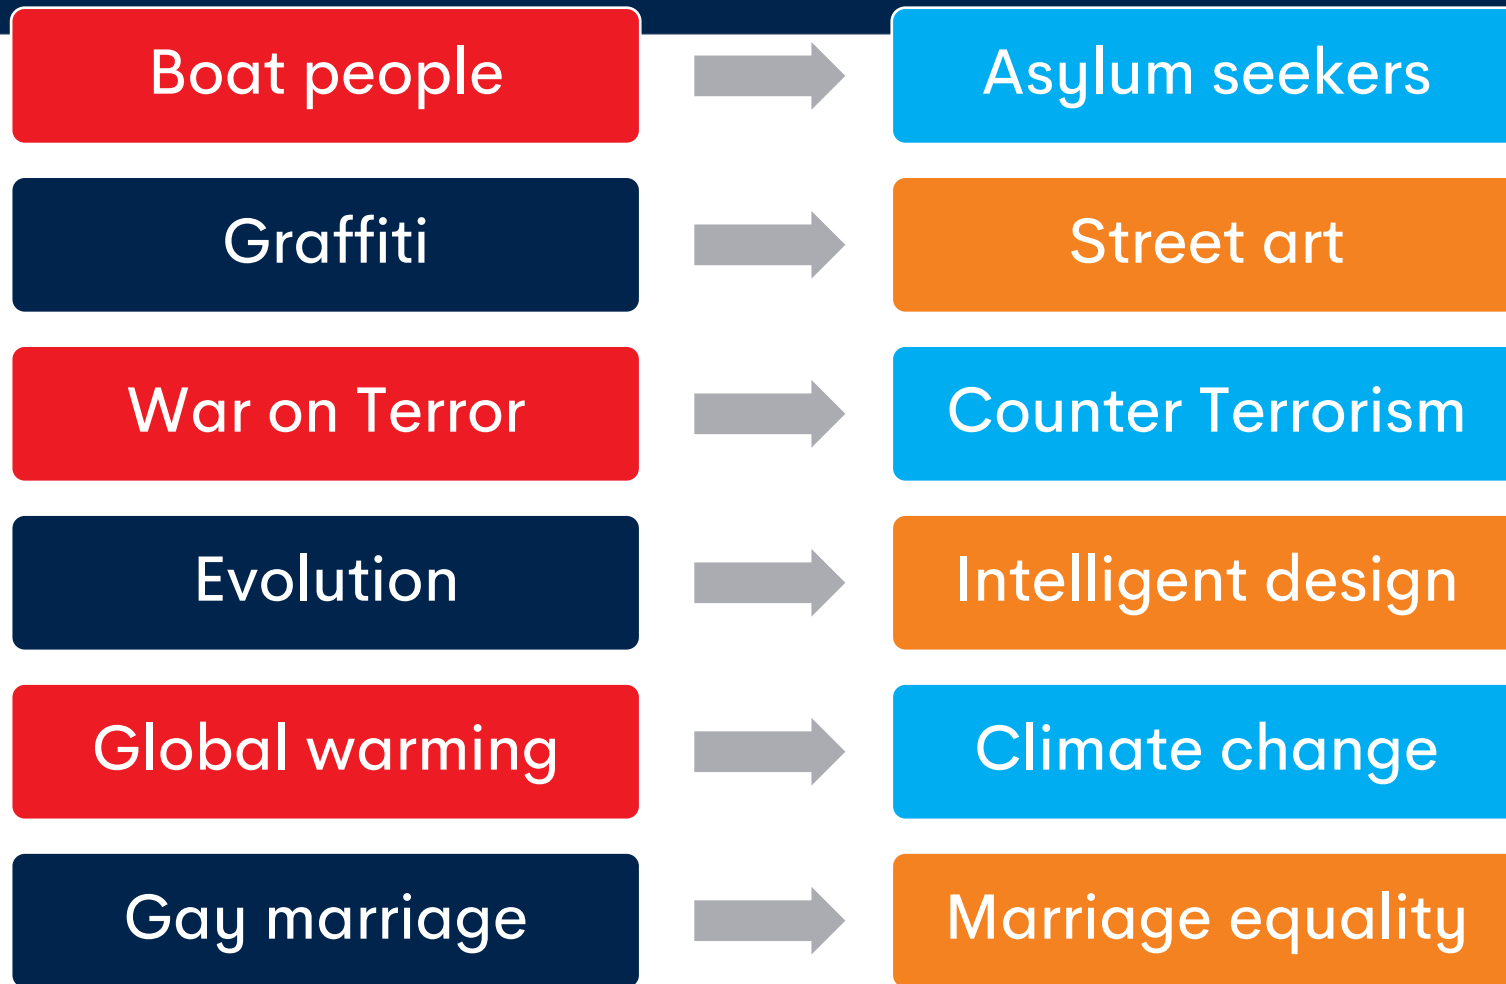 Boat people
Asylum seekers
Graffiti
Street art
War on Terror
Counter Terrorism
Evolution
Intelligent design
Global warming
Climate change
Gay marriage
Marriage equality